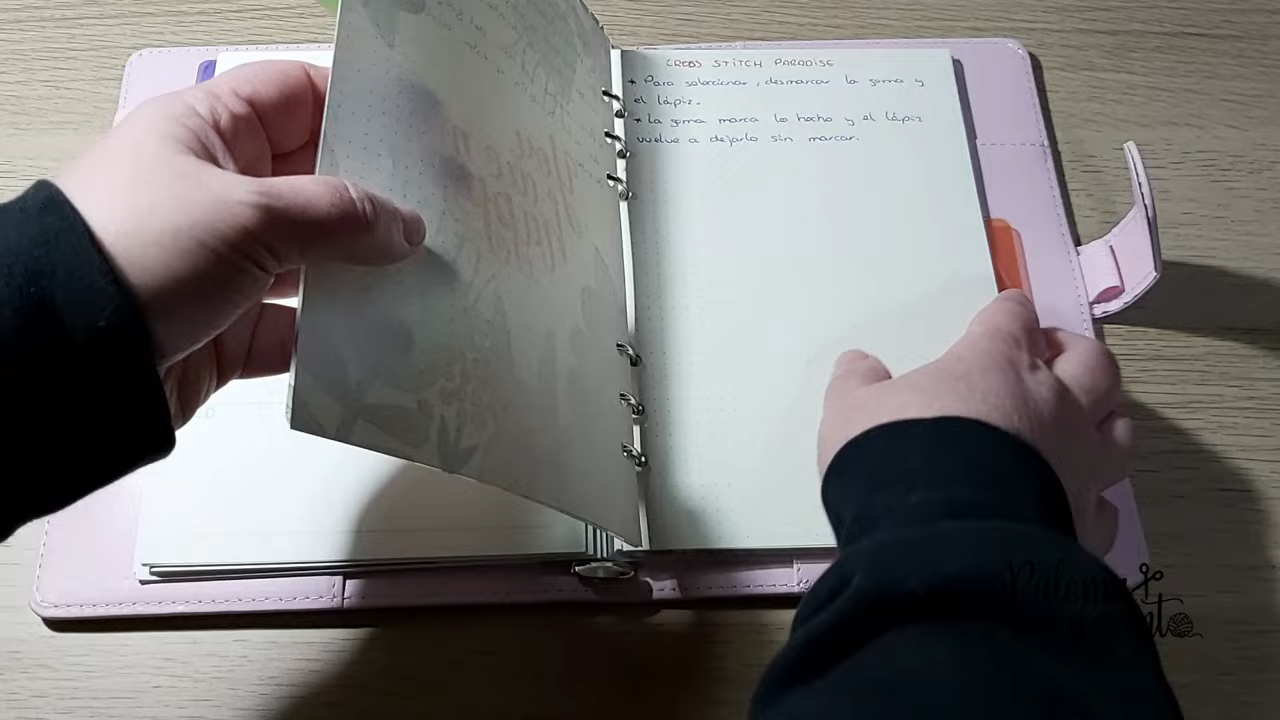 CROSS STITCH PARADISE
* Para seleccionar, desmarcar la goma y
el lápiz.
* La goma marca lo hecho y el lápiz
vuelve a dejarlo sin marcar.
Paloma